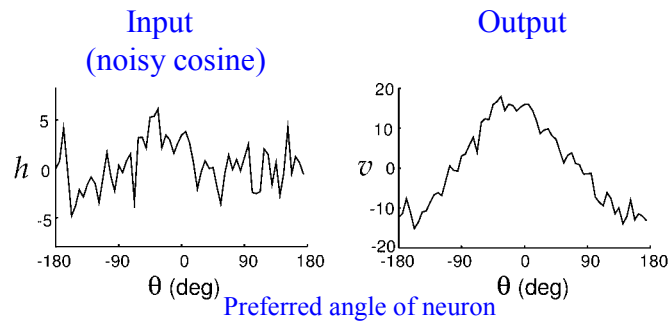 Input
(noisy cosine)
Output
h
5
0
-5
-180 -90 0 90 180
θ (deg)
v
20
10
0
-10
-20
-180 -90 0 90 180
θ (deg)
Preferred angle of neuron